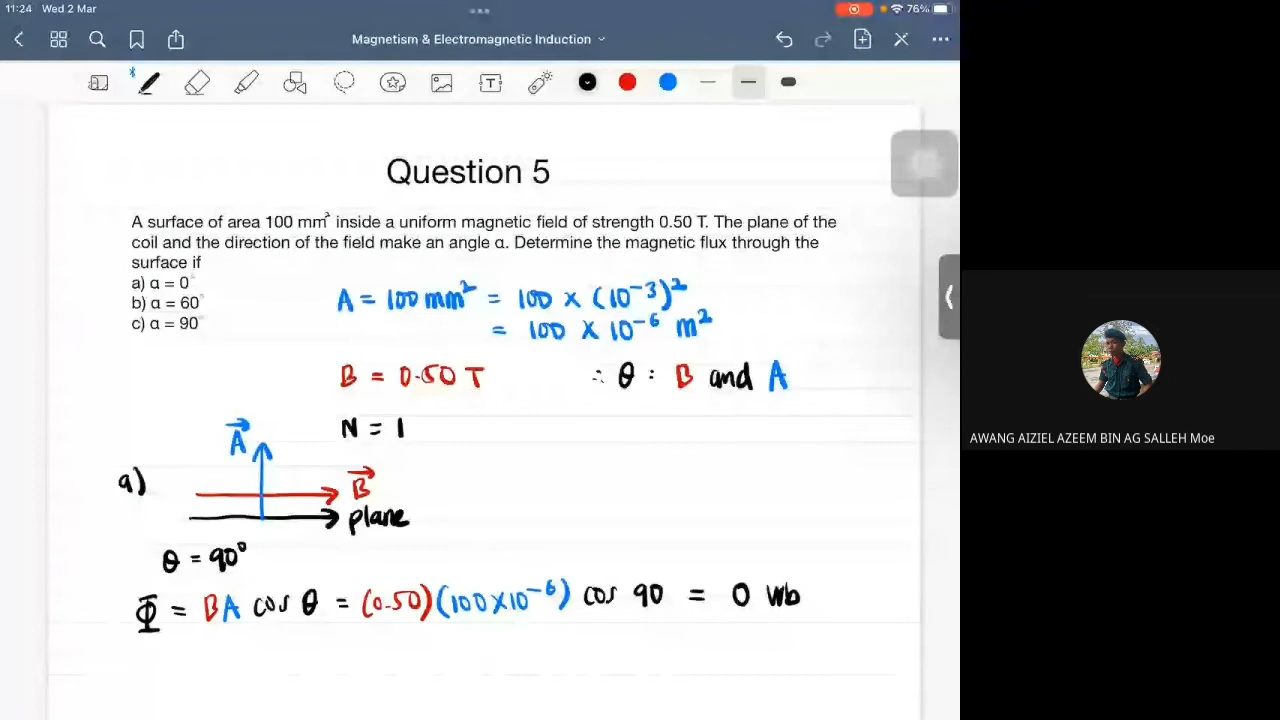 11:24 Wed 2 Mar
76%
Magnetism & Electromagnetic Induction
Question 5
A surface of area 100 mm² inside a uniform magnetic field of strength 0.50 T. The plane of the
coil and the direction of the field make an angle α. Determine the magnetic flux through the
surface if
a) α = 0°
b) α = 60°
c) α = 90°
A = 100 mm² = 100 × (10⁻³)²
= 100 × 10⁻⁶ m²
B = 0.50 T
∴ θ : B and A
N = 1
a)
A⃗
B⃗
plane
θ = 90°
Φ = BA cos θ = (0.50)(100×10⁻⁶) cos 90 = 0 Wb
AWANG AIZIEL AZEEM BIN AG SALLEH Moe